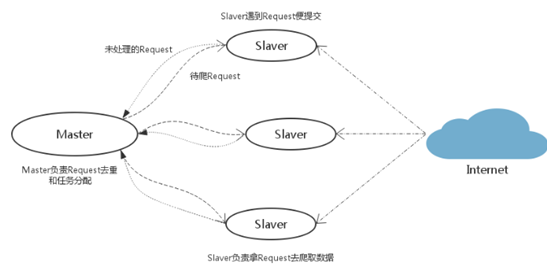 Slaver遇到Request便提交
未处理的Request
Slaver
待爬Request
Master
Slaver
Master负责Request去重
和任务分配
Internet
Slaver
Slaver负责拿Request去爬取数据